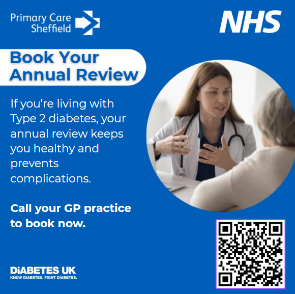 Primary Care
Sheffield
NHS
Book Your
Annual Review
If you're living with
Type 2 diabetes, your
annual review keeps
you healthy and
prevents
complications.
Call your GP practice
to book now.
DiABETES UK
KNOW DIABETES. FIGHT DIABETES.